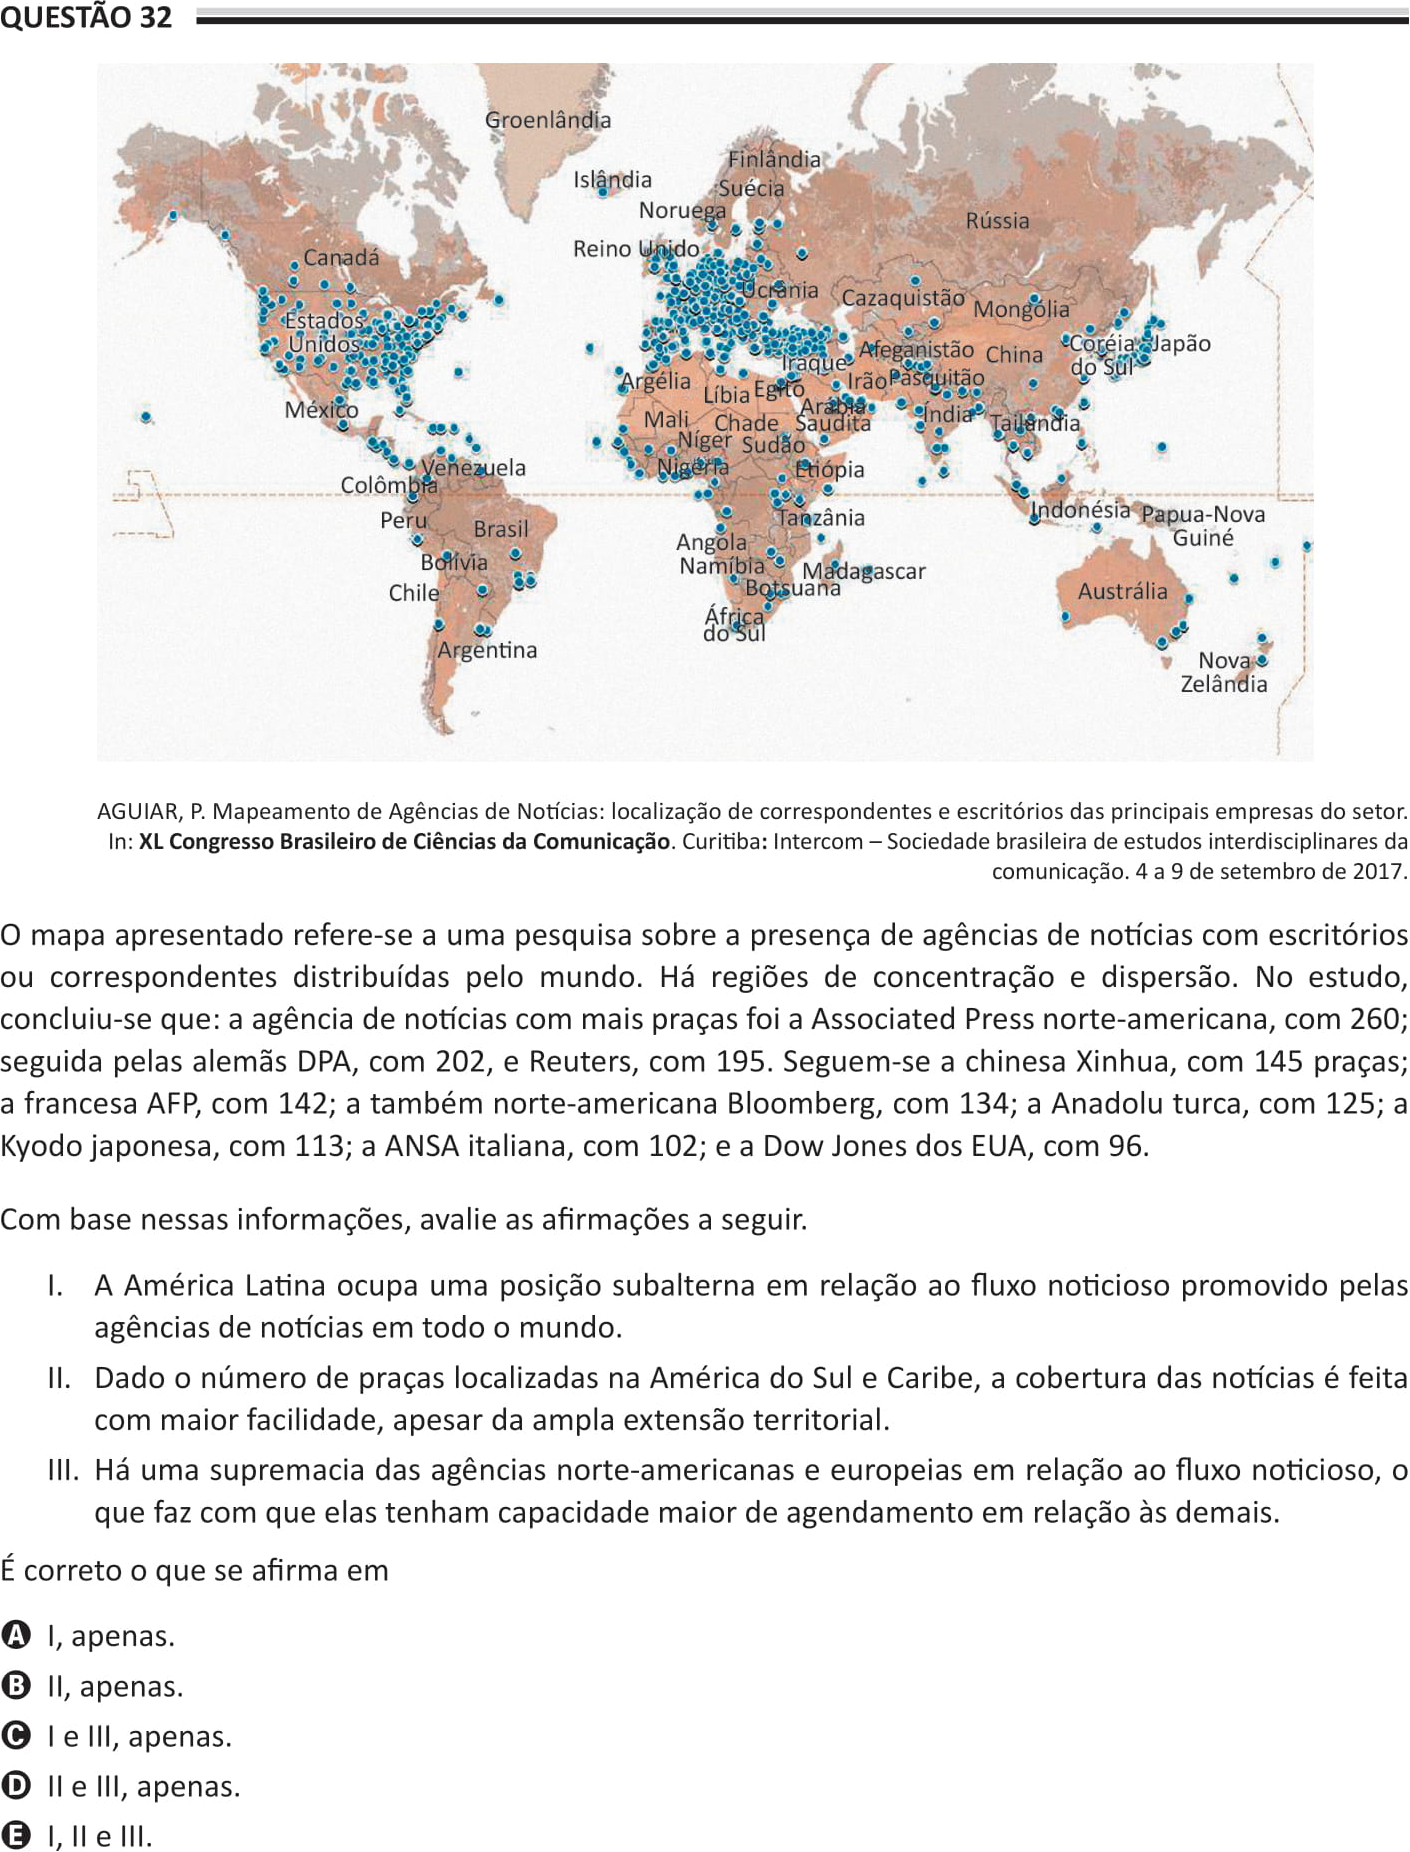 QUESTÃO 32
Groenlândia
Finlândia
Islândia
Suécia
Noruega
Rússia
Reino Unido
Canadá
Ucrânia
Cazaquistão
Mongólia
Estados
Unidos
Coréia
do Sul
Japão
Afeganistão
China
Iraque
Argélia
Líbia
Egito
Irão
Pasquitão
México
Mali
Chade
Arábia
Saudita
Índia
Tailândia
Níger
Sudão
Venezuela
Nigéria
Etiópia
Colômbia
Peru
Brasil
Tanzânia
Indonésia
Papua-Nova
Guiné
Angola
Bolívia
Namíbia
Madagascar
Chile
Botsuana
Austrália
África
do Sul
Argentina
Nova
Zelândia
AGUIAR, P. Mapeamento de Agências de Notícias: localização de correspondentes e escritórios das principais empresas do setor.
In: XL Congresso Brasileiro de Ciências da Comunicação. Curitiba: Intercom – Sociedade brasileira de estudos interdisciplinares da
comunicação. 4 a 9 de setembro de 2017.
O mapa apresentado refere-se a uma pesquisa sobre a presença de agências de notícias com escritórios
ou correspondentes distribuídas pelo mundo. Há regiões de concentração e dispersão. No estudo,
concluiu-se que: a agência de notícias com mais praças foi a Associated Press norte-americana, com 260;
seguida pelas alemãs DPA, com 202, e Reuters, com 195. Seguem-se a chinesa Xinhua, com 145 praças;
a francesa AFP, com 142; a também norte-americana Bloomberg, com 134; a Anadolu turca, com 125; a
Kyodo japonesa, com 113; a ANSA italiana, com 102; e a Dow Jones dos EUA, com 96.
Com base nessas informações, avalie as afirmações a seguir.
I. A América Latina ocupa uma posição subalterna em relação ao fluxo noticioso promovido pelas
agências de notícias em todo o mundo.
II. Dado o número de praças localizadas na América do Sul e Caribe, a cobertura das notícias é feita
com maior facilidade, apesar da ampla extensão territorial.
III. Há uma supremacia das agências norte-americanas e europeias em relação ao fluxo noticioso, o
que faz com que elas tenham capacidade maior de agendamento em relação às demais.
É correto o que se afirma em
A I, apenas.
B II, apenas.
C I e III, apenas.
D II e III, apenas.
E I, II e III.